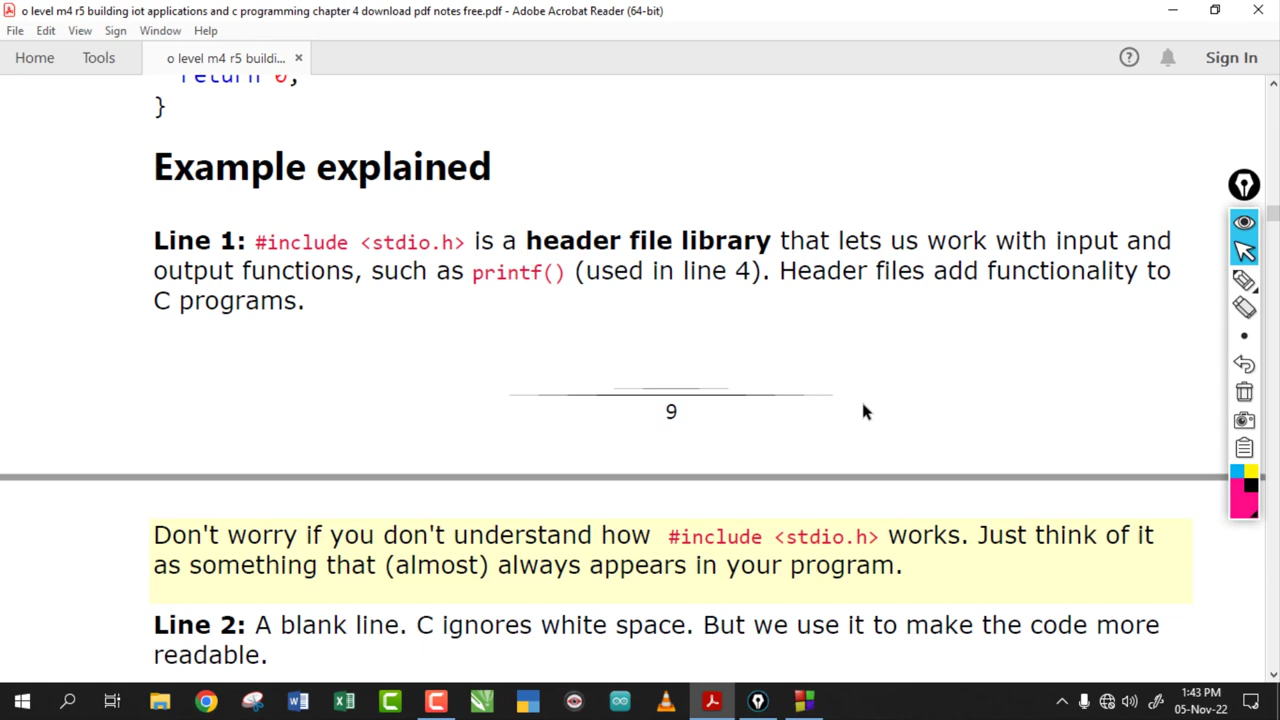 o level m4 r5 building iot applications and c programming chapter 4 download pdf notes free.pdf - Adobe Acrobat Reader (64-bit)
File Edit View Sign Window Help
Home Tools o level m4 r5 buildi... × Sign In
return 0;
}
Example explained
Line 1: #include <stdio.h> is a header file library that lets us work with input and
output functions, such as printf() (used in line 4). Header files add functionality to
C programs.
9
Don't worry if you don't understand how #include <stdio.h> works. Just think of it
as something that (almost) always appears in your program.
Line 2: A blank line. C ignores white space. But we use it to make the code more
readable.
1:43 PM
05-Nov-22